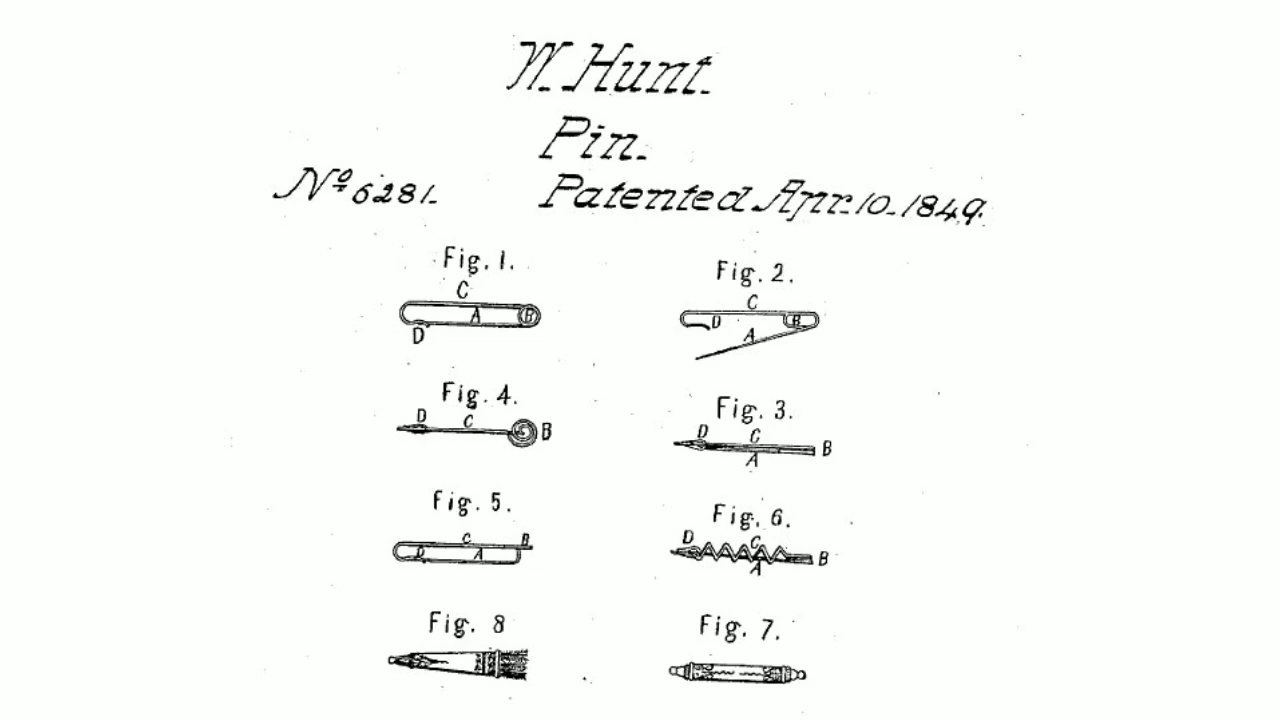 W. Hunt.
Pin.
No. 6281. Patented Apr. 10. 1849.
Fig. 1. Fig. 2.
C C
A B D B
D A
Fig. 4. Fig. 3.
D C B D C B
A
Fig. 5. Fig. 6.
C B D C B
D A A
Fig. 8 Fig. 7.